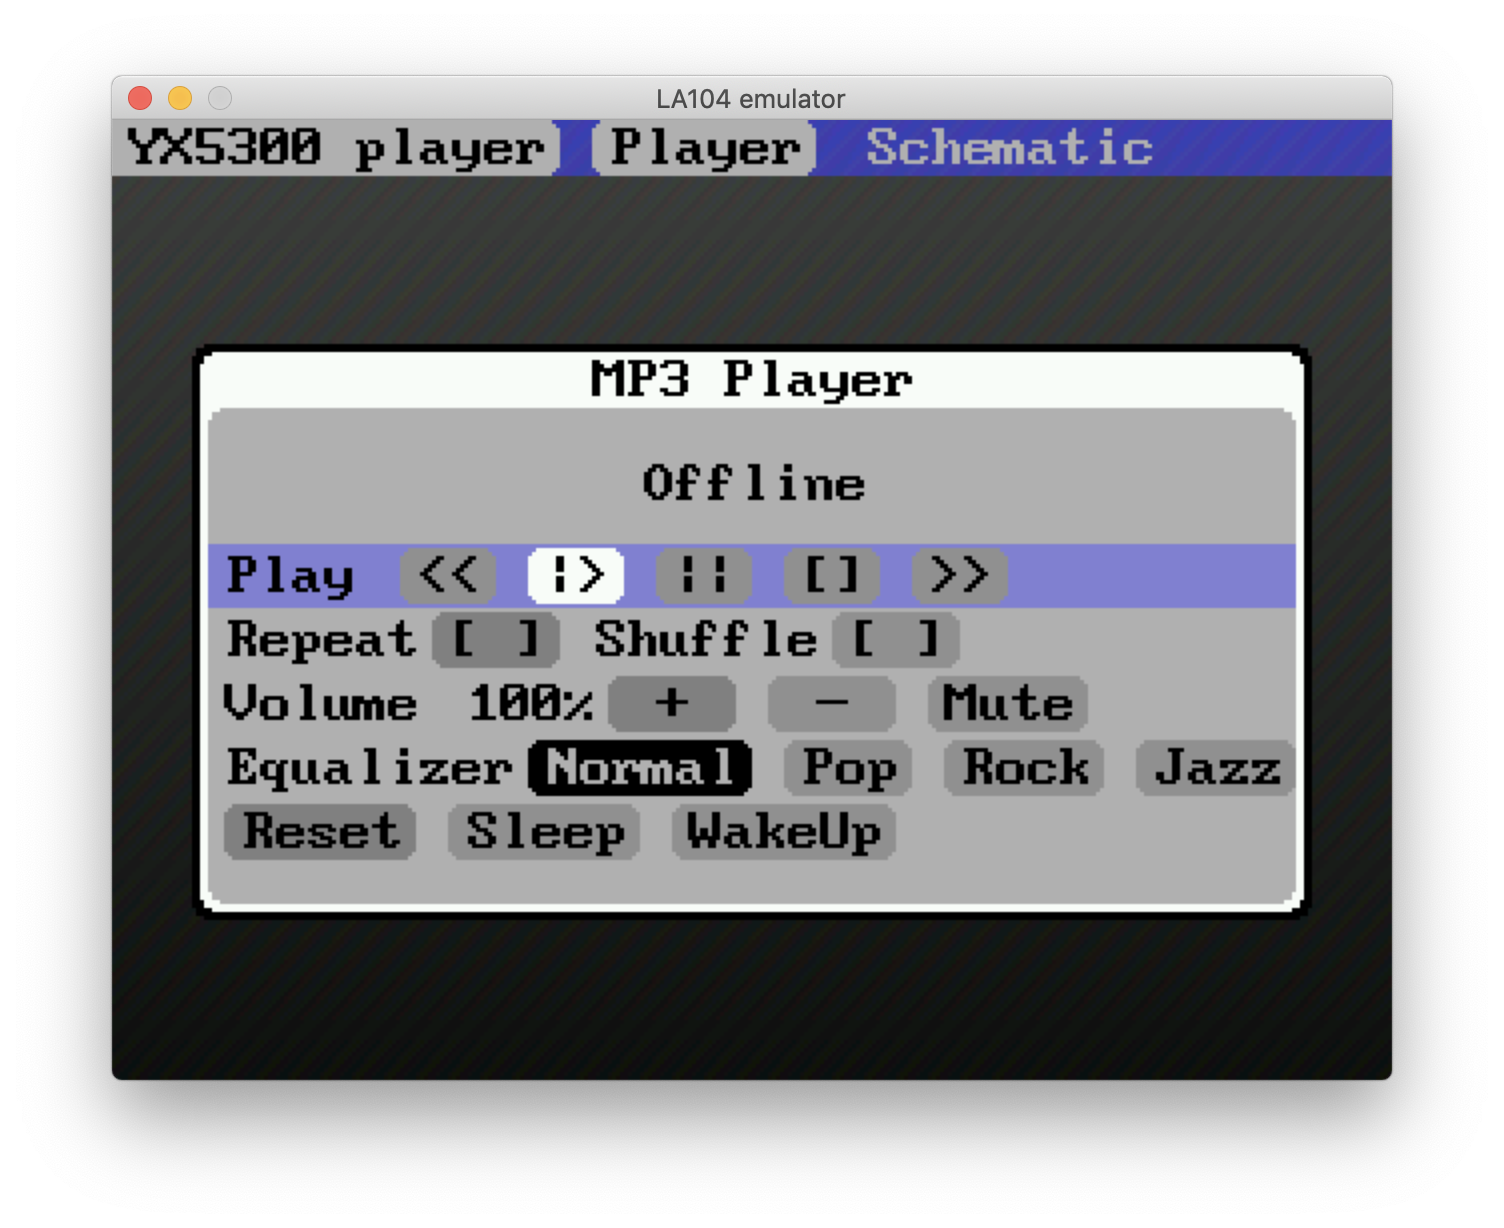 LA104 emulator
YX5300 player Player Schematic
MP3 Player
Offline
Play << ¦> ¦¦ [] >>
Repeat [ ] Shuffle [ ]
Volume 100% + - Mute
Equalizer Normal Pop Rock Jazz
Reset Sleep WakeUp